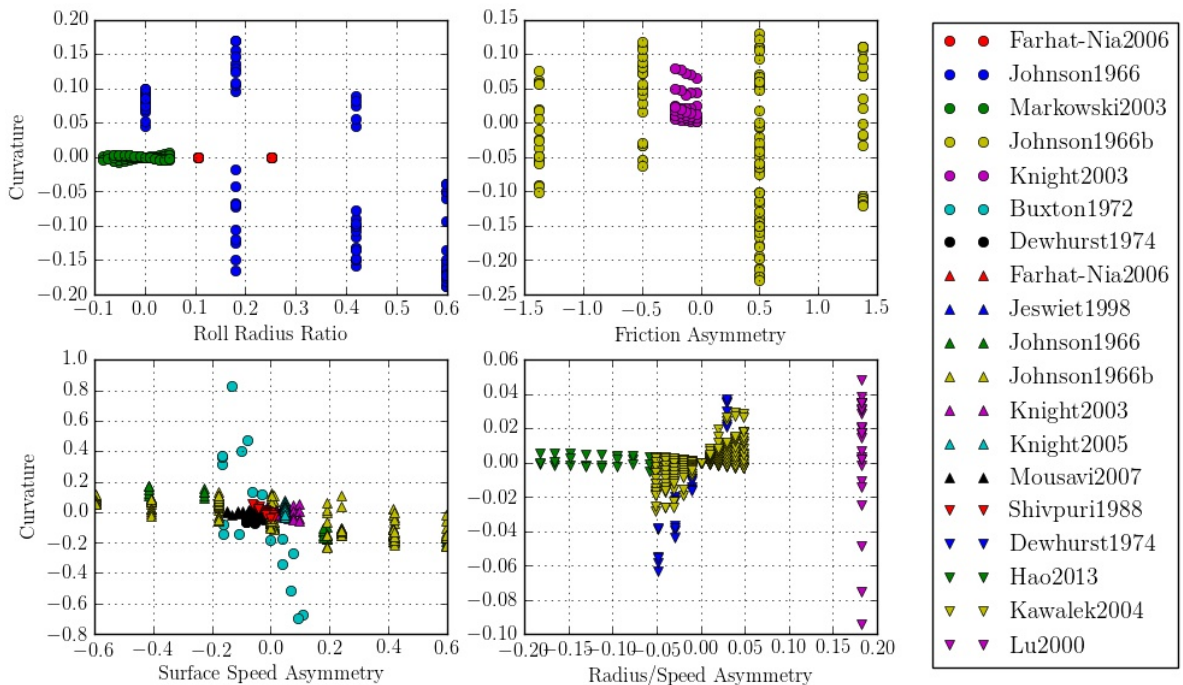 0.20
0.15
0.10
0.05
0.00
−0.05
−0.10
−0.15
−0.20
Curvature
−0.1 0.0 0.1 0.2 0.3 0.4 0.5 0.6
Roll Radius Ratio
0.15
0.10
0.05
0.00
−0.05
−0.10
−0.15
−0.20
−0.25
−1.5 −1.0 −0.5 0.0 0.5 1.0 1.5
Friction Asymmetry
1.0
0.8
0.6
0.4
0.2
0.0
−0.2
−0.4
−0.6
−0.8
Curvature
−0.6 −0.4 −0.2 0.0 0.2 0.4 0.6
Surface Speed Asymmetry
0.06
0.04
0.02
0.00
−0.02
−0.04
−0.06
−0.08
−0.10
−0.20 −0.15 −0.10 −0.05 0.00 0.05 0.10 0.15 0.20
Radius/Speed Asymmetry
Farhat-Nia2006
Johnson1966
Markowski2003
Johnson1966b
Knight2003
Buxton1972
Dewhurst1974
Farhat-Nia2006
Jeswiet1998
Johnson1966
Johnson1966b
Knight2003
Knight2005
Mousavi2007
Shivpuri1988
Dewhurst1974
Hao2013
Kawalek2004
Lu2000